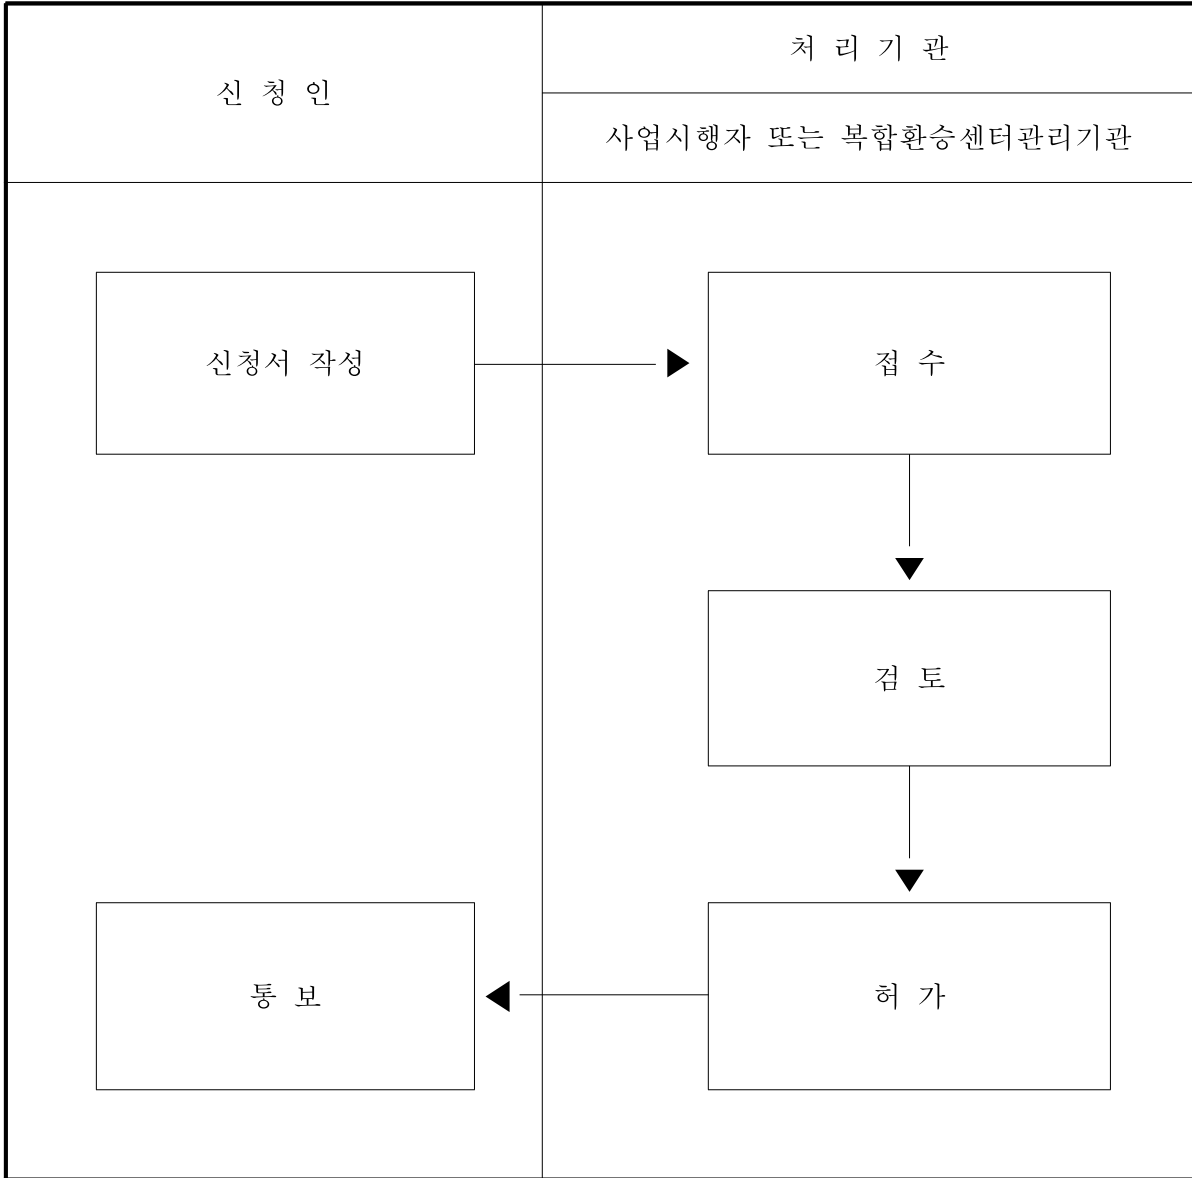 신 청 인
처 리 기 관
사업시행자 또는 복합환승센터관리기관
신청서 작성
접 수
검 토
통 보
허 가